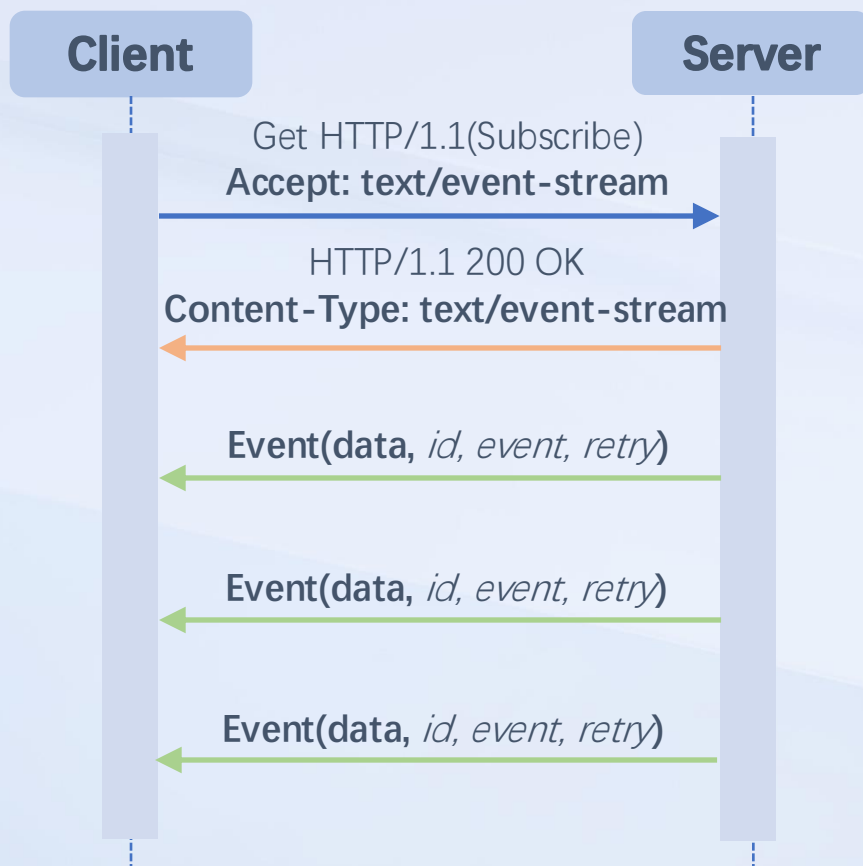 Client
Server
Get HTTP/1.1(Subscribe)
Accept: text/event-stream
HTTP/1.1 200 OK
Content-Type: text/event-stream
Event(data, id, event, retry)
Event(data, id, event, retry)
Event(data, id, event, retry)